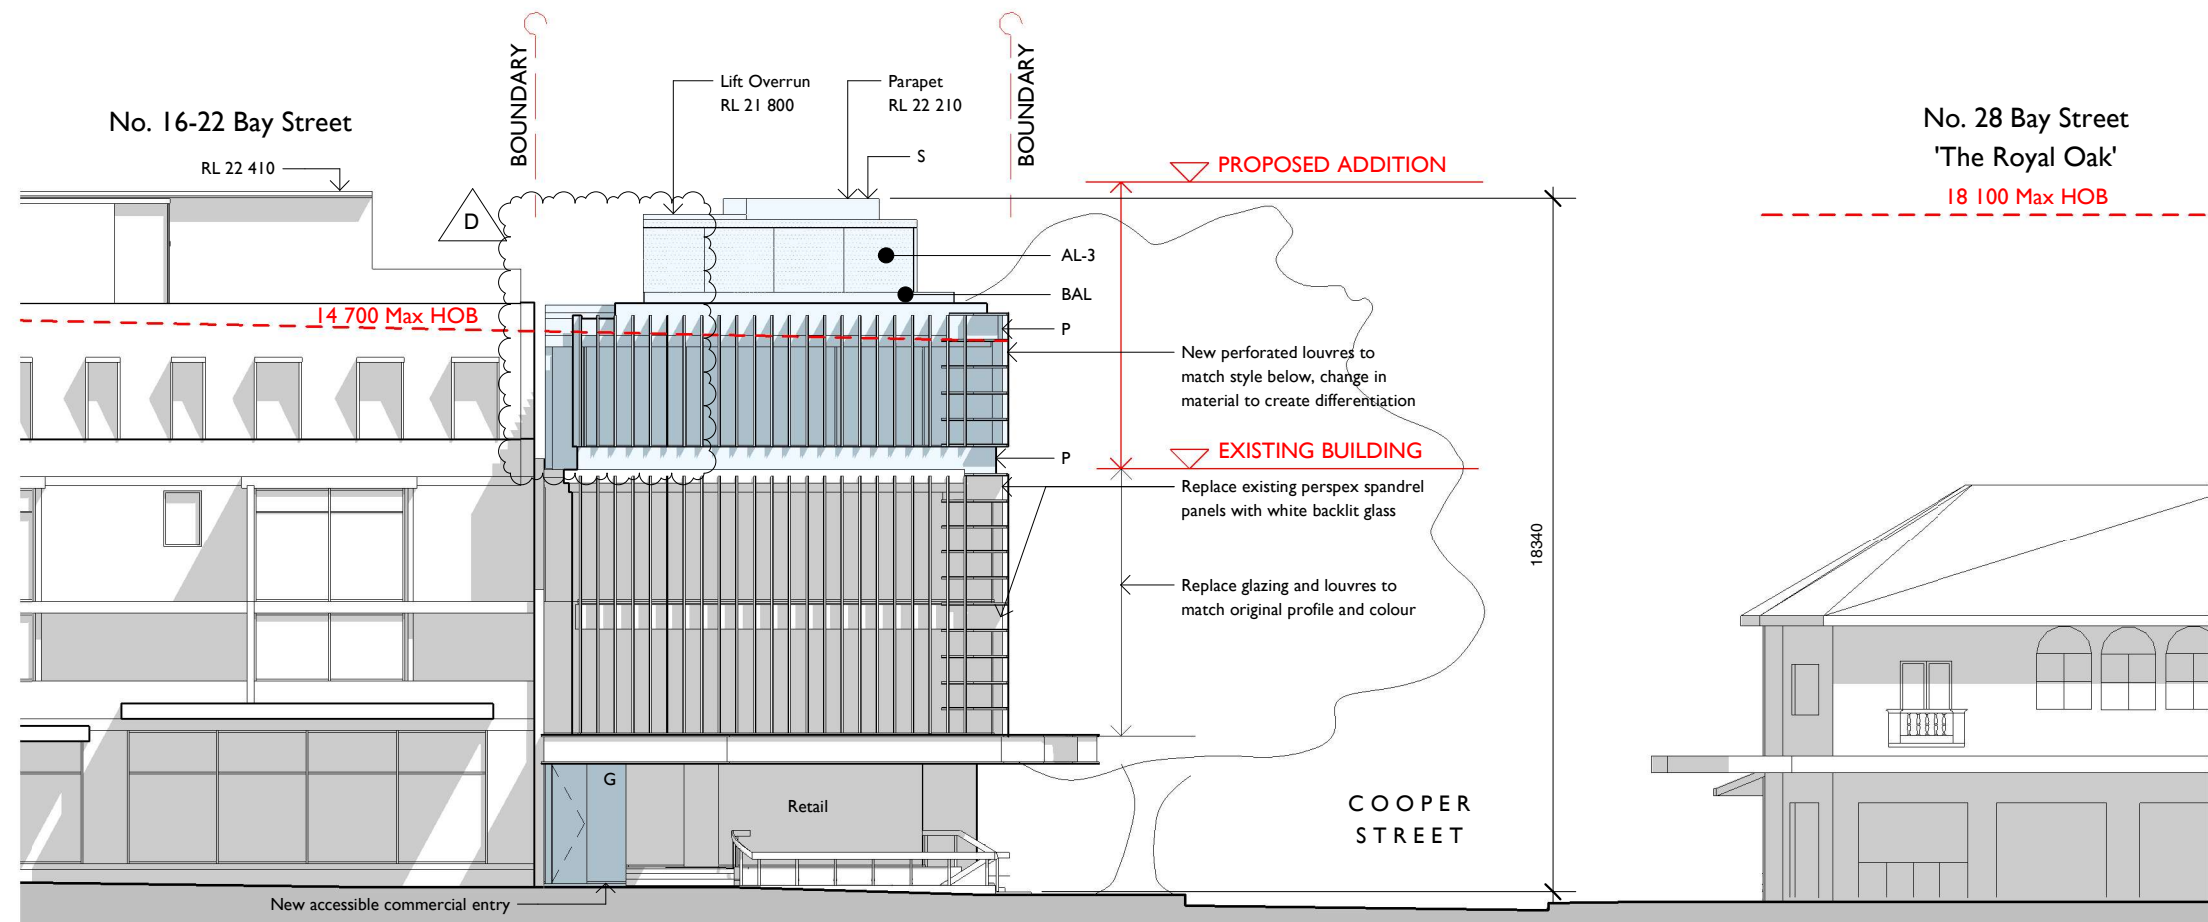 BOUNDARY
BOUNDARY
Lift Overrun
RL 21 800
Parapet
RL 22 210
No. 16-22 Bay Street
RL 22 410
S
PROPOSED ADDITION
No. 28 Bay Street
'The Royal Oak'
18 100 Max HOB
D
AL-3
BAL
14 700 Max HOB
P
New perforated louvres to
match style below, change in
material to create differentiation
EXISTING BUILDING
P
Replace existing perspex spandrel
panels with white backlit glass
18340
Replace glazing and louvres to
match original profile and colour
G
Retail
COOPER
STREET
New accessible commercial entry